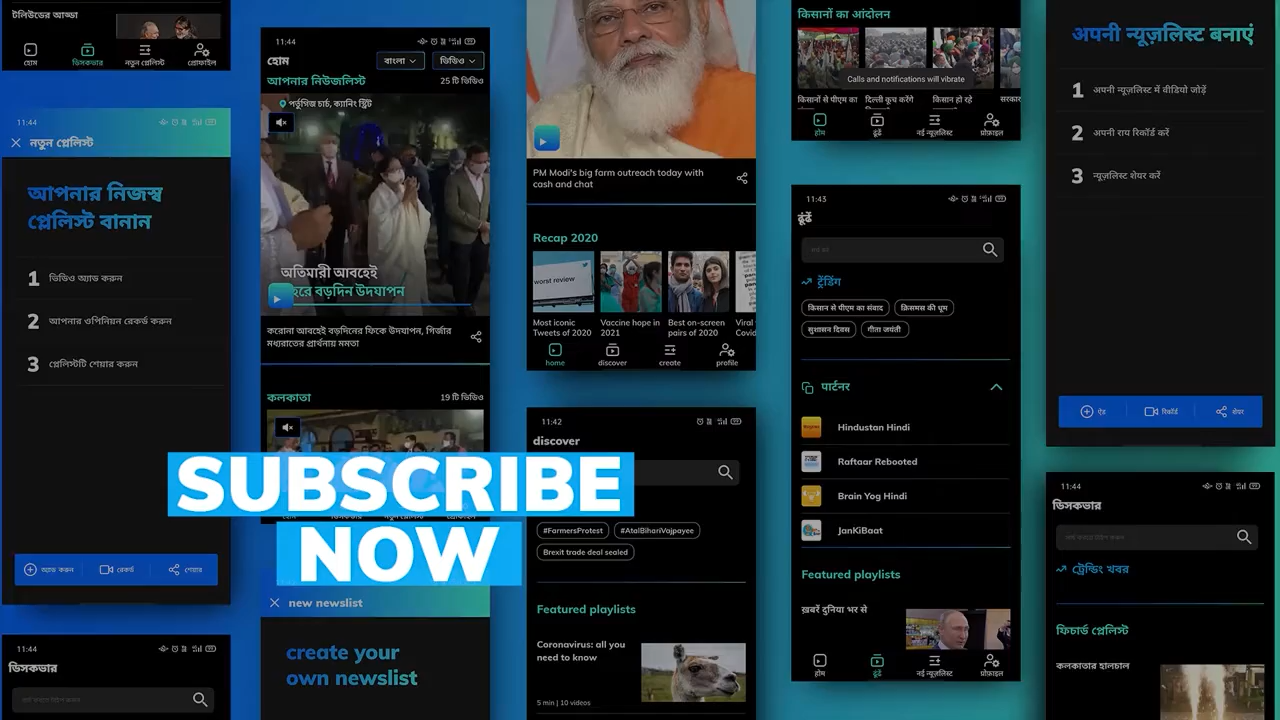 টলিউডের আড্ডা
হোম
ডিসকভার
নতুন প্লেলিস্ট
প্রোফাইল
11:44
নতুন প্লেলিস্ট
আপনার নিজস্ব
প্লেলিস্ট বানান
1 ভিডিও অ্যাড করুন
2 আপনার ওপিনিয়ন রেকর্ড করুন
3 প্লেলিস্টটি শেয়ার করুন
অ্যাড করুন
রেকর্ড
শেয়ার
11:44
ডিসকভার
11:44
হোম
বাংলা
ভিডিও
আপনার নিউজলিস্ট
25 টি ভিডিও
পর্তুগিজ চার্চ, ক্যানিং স্ট্রিট
অতিমারী আবহেই
হরে বড়দিন উদযাপন
করোনা আবহেই বড়দিনের ফিকে উদযাপন, গির্জার
মধ্যরাতের প্রার্থনায় মমতা
কলকাতা
19 টি ভিডিও
SUBSCRIBE
NOW
new newslist
create your
own newslist
PM Modi's big farm outreach today with
cash and chat
Recap 2020
worst review
Most iconic
Tweets of 2020
Vaccine hope in
2021
Best on-screen
pairs of 2020
Viral
Covid
home
discover
create
profile
11:42
discover
#FarmersProtest
#AtalBihariVajpayee
Brexit trade deal sealed
Featured playlists
Coronavirus: all you
need to know
5 min | 10 videos
किसानों का आंदोलन
Calls and notifications will vibrate
किसानों से पीएम का
दिल्ली कूच करेंगे
किसान हो रहे
सरकार
होम
ढूंढें
नई न्यूज़लिस्ट
प्रोफ़ाइल
11:43
ढूंढें
ट्रेंडिंग
किसान से पीएम का संवाद
क्रिसमस की धूम
सुशासन दिवस
गीता जयंती
पार्टनर
Hindustan Hindi
Raftaar Rebooted
Brain Yog Hindi
JanKiBaat
Featured playlists
ख़बरें दुनिया भर से
होम
ढूंढें
नई न्यूज़लिस्ट
प्रोफ़ाइल
अपनी न्यूज़लिस्ट बनाएं
1 अपनी न्यूज़लिस्ट में वीडियो जोड़ें
2 अपनी राय रिकॉर्ड करें
3 न्यूज़लिस्ट शेयर करें
ऐड
रिकॉर्ड
शेयर
11:44
ডিসকভার
ট্রেন্ডিং খবর
ফিচার্ড প্লেলিস্ট
কলকাতার হালচাল